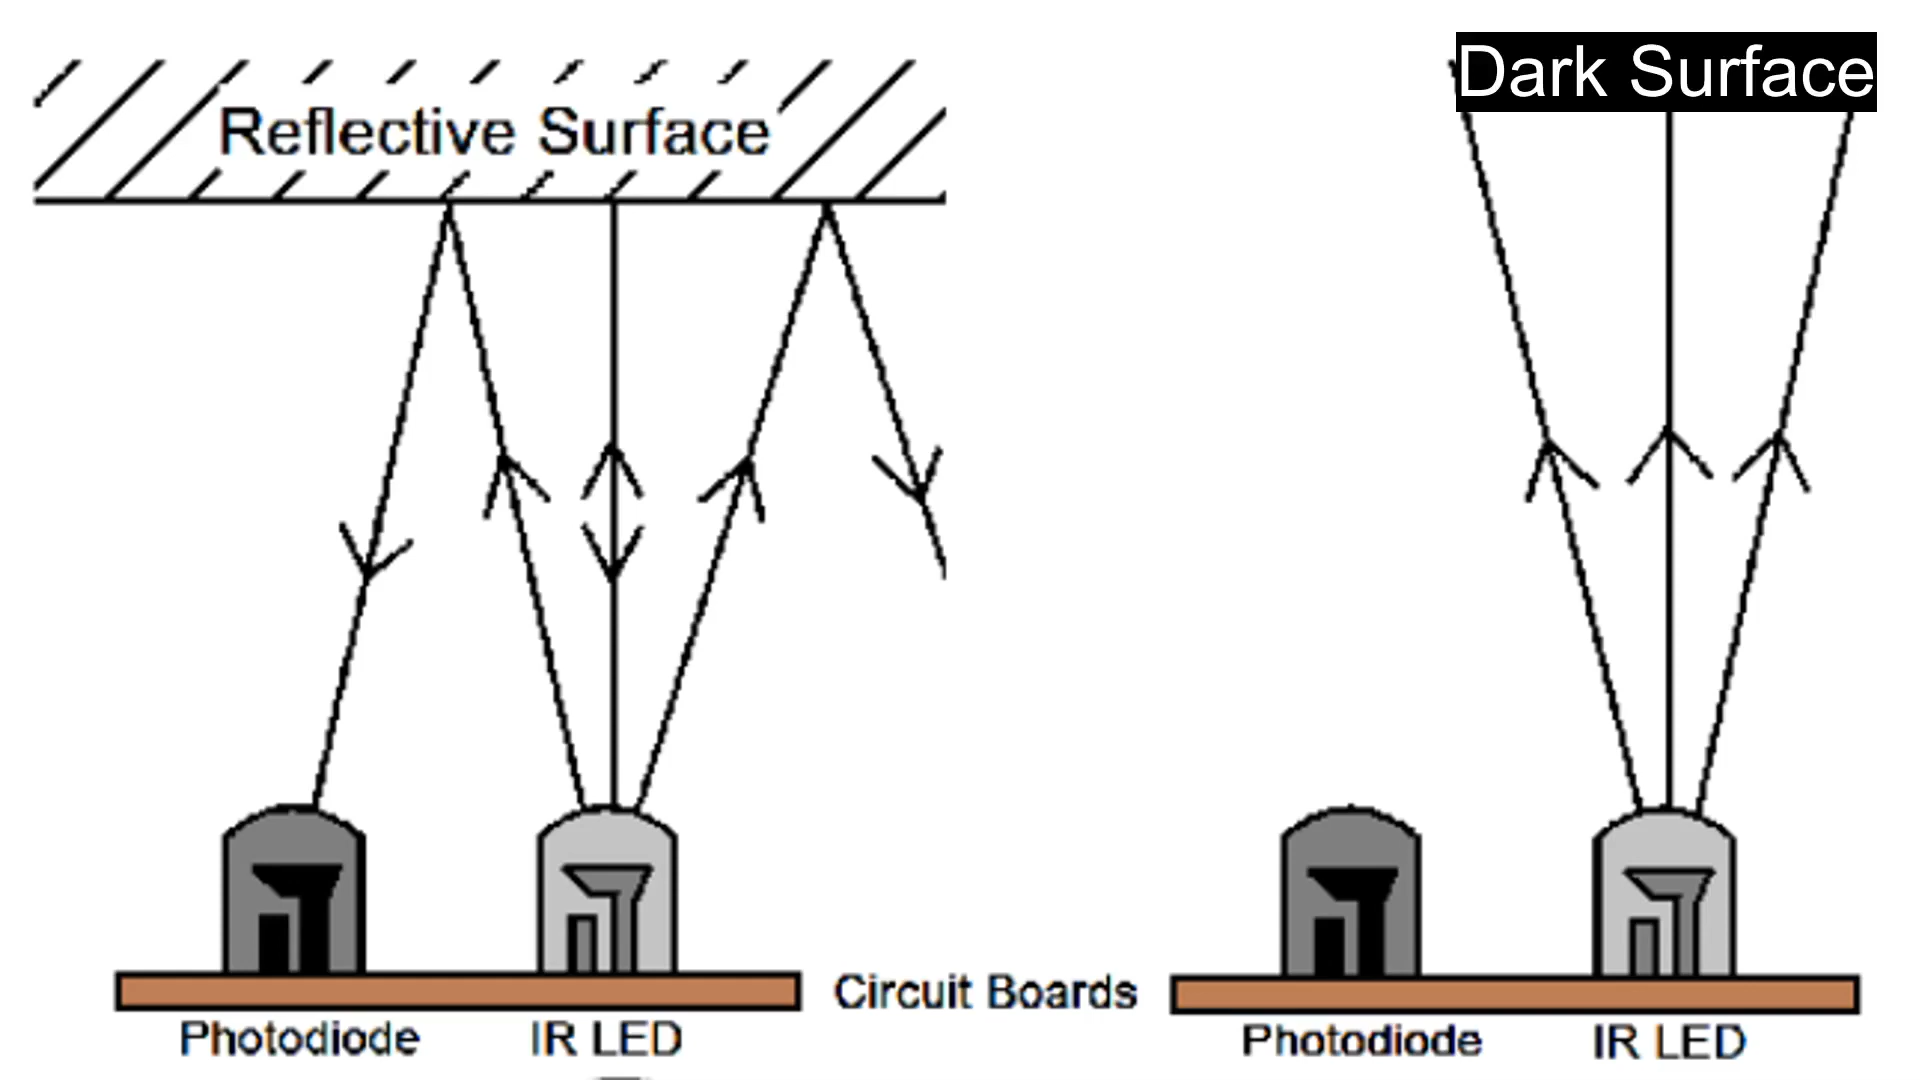 Reflective Surface
Dark Surface
Circuit Boards
Photodiode
IR LED
Photodiode
IR LED